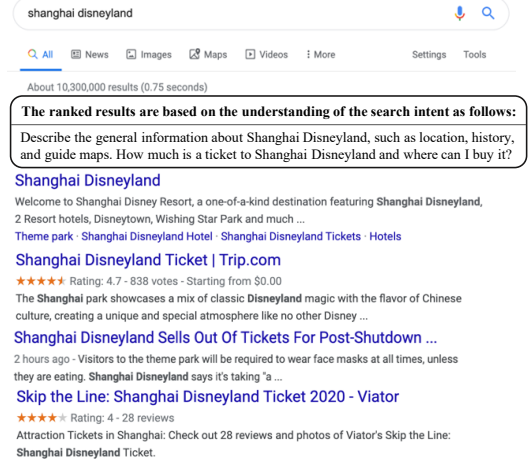 shanghai disneyland
All News Images Maps Videos More Settings Tools
About 10,300,000 results (0.75 seconds)
The ranked results are based on the understanding of the search intent as follows:
Describe the general information about Shanghai Disneyland, such as location, history,
and guide maps. How much is a ticket to Shanghai Disneyland and where can I buy it?
Shanghai Disneyland
Welcome to Shanghai Disney Resort, a one-of-a-kind destination featuring Shanghai Disneyland,
2 Resort hotels, Disneytown, Wishing Star Park and much ...
Theme park · Shanghai Disneyland Hotel · Shanghai Disneyland Tickets · Hotels
Shanghai Disneyland Ticket | Trip.com
Rating: 4.7 - 838 votes - Starting from $0.00
The Shanghai park showcases a mix of classic Disneyland magic with the flavor of Chinese
culture, creating a unique and special atmosphere like no other Disney ...
Shanghai Disneyland Sells Out Of Tickets For Post-Shutdown ...
2 hours ago - Visitors to the theme park will be required to wear face masks at all times, unless
they are eating. Shanghai Disneyland says it's taking "a ...
Skip the Line: Shanghai Disneyland Ticket 2020 - Viator
Rating: 4 - 28 reviews
Attraction Tickets in Shanghai: Check out 28 reviews and photos of Viator's Skip the Line:
Shanghai Disneyland Ticket.